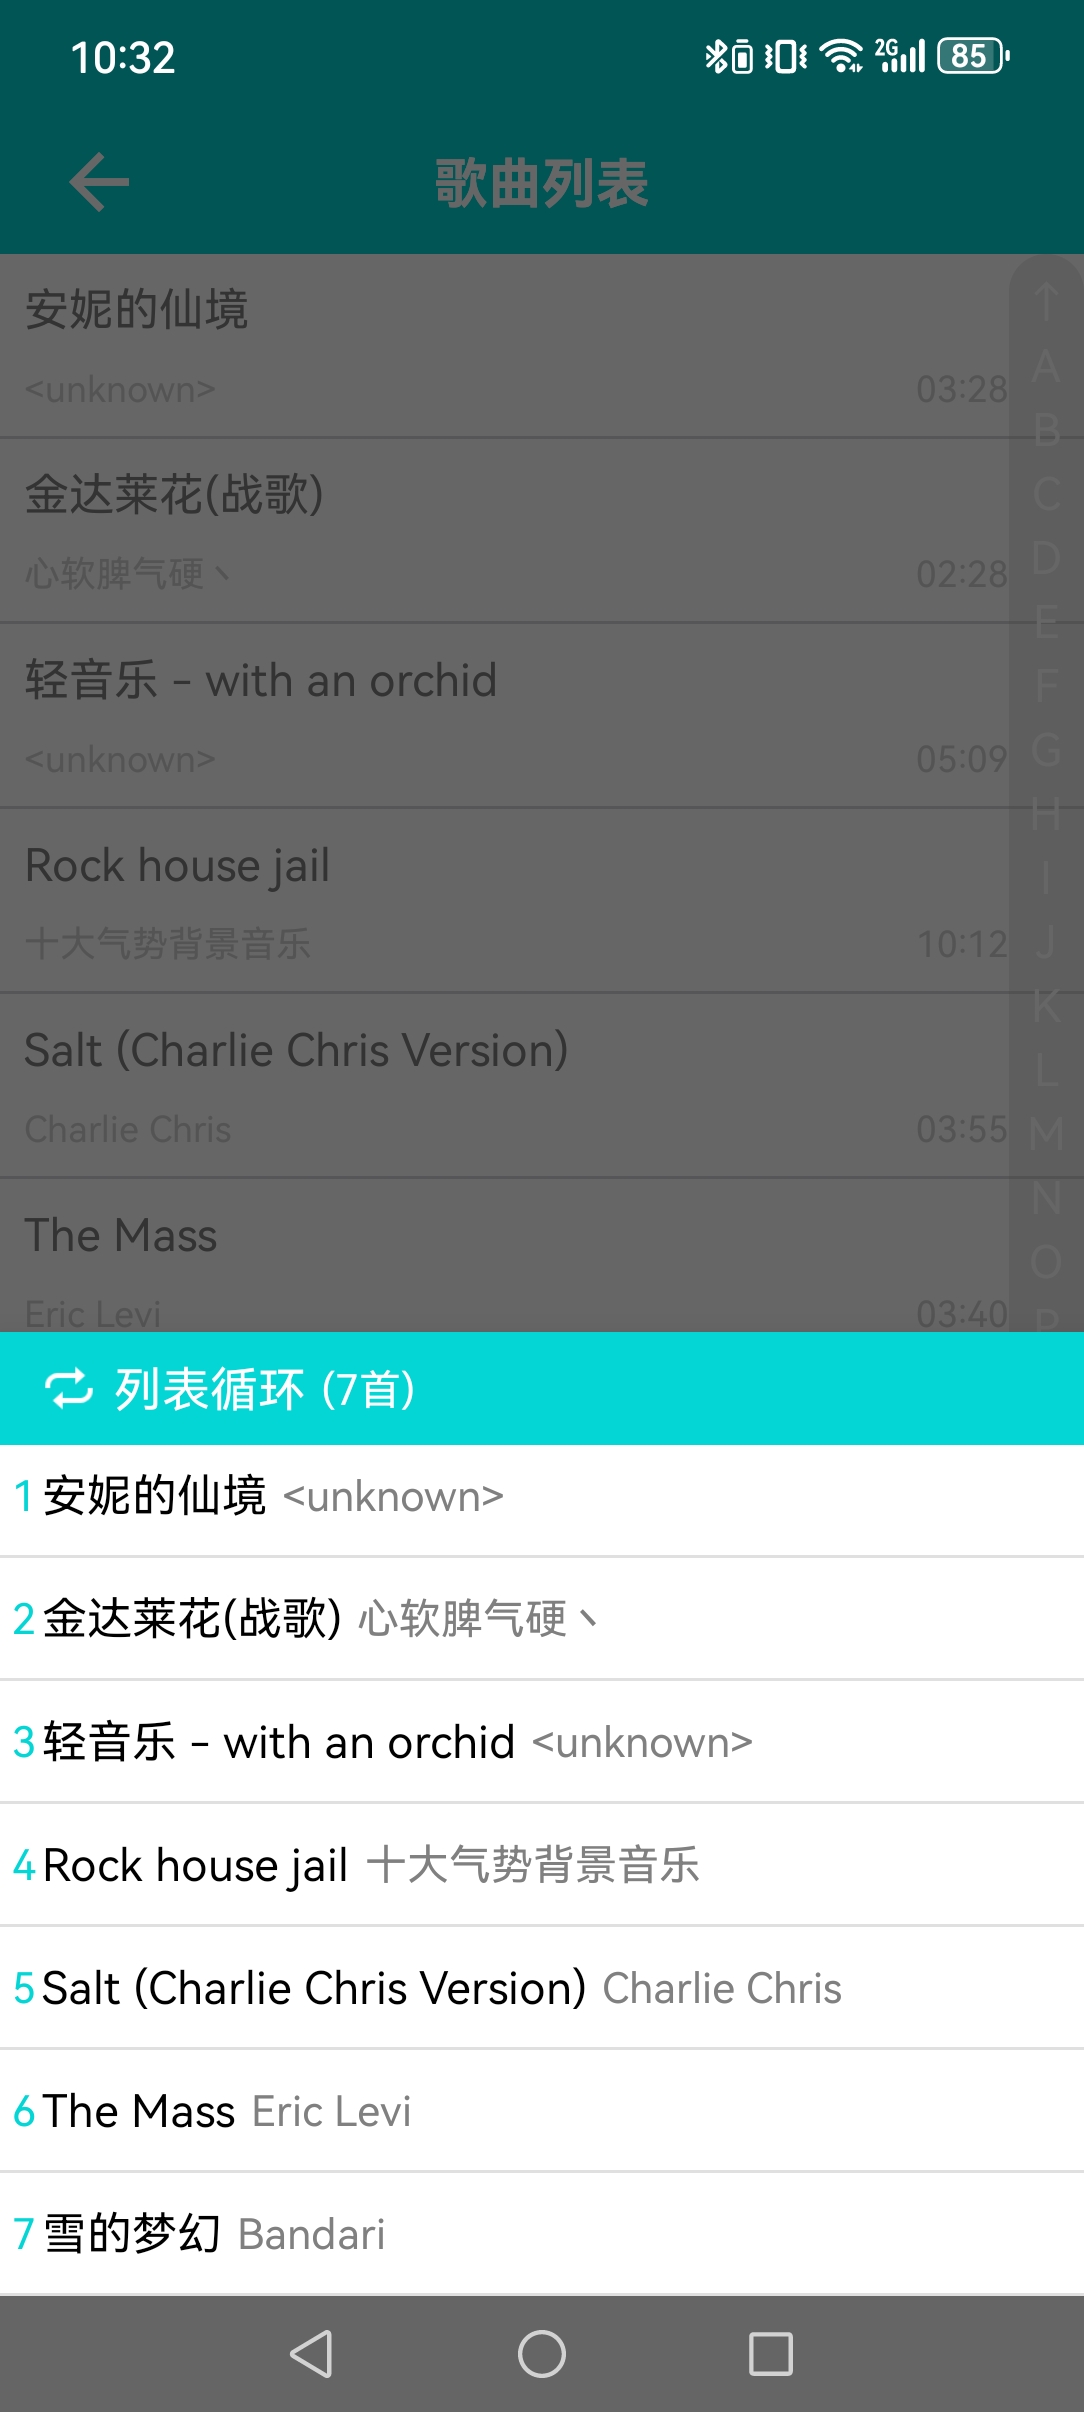 10:32
2G
85
歌曲列表
安妮的仙境
<unknown>
03:28
金达莱花(战歌)
心软脾气硬丶
02:28
轻音乐 - with an orchid
<unknown>
05:09
Rock house jail
十大气势背景音乐
10:12
Salt (Charlie Chris Version)
Charlie Chris
03:55
The Mass
Eric Levi
03:40
↑
A
B
C
D
E
F
G
H
I
J
K
L
M
N
O
P
列表循环 (7首)
1 安妮的仙境 <unknown>
2 金达莱花(战歌) 心软脾气硬丶
3 轻音乐 - with an orchid <unknown>
4 Rock house jail 十大气势背景音乐
5 Salt (Charlie Chris Version) Charlie Chris
6 The Mass Eric Levi
7 雪的梦幻 Bandari